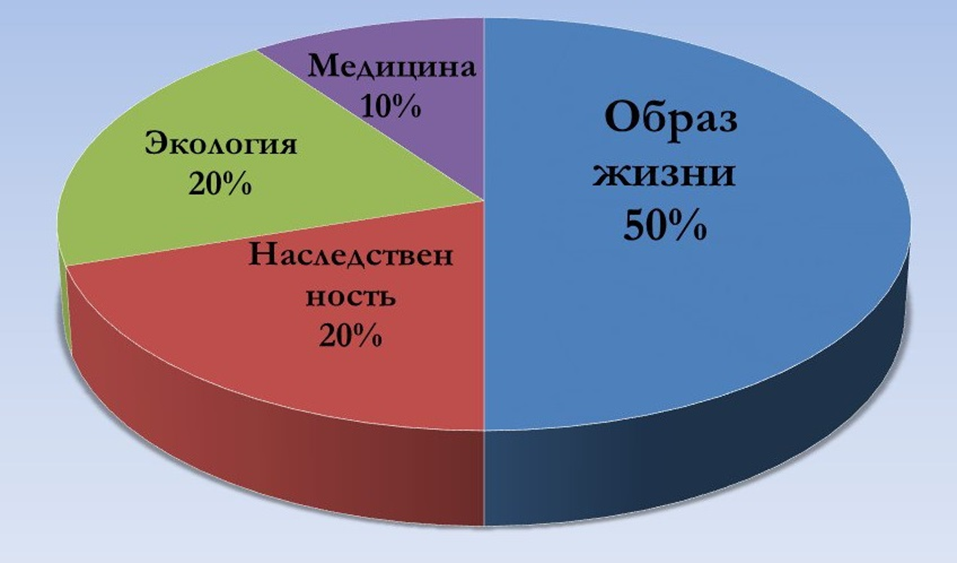 Медицина
10%
Образ
жизни
50%
Экология
20%
Наследствен
ность
20%